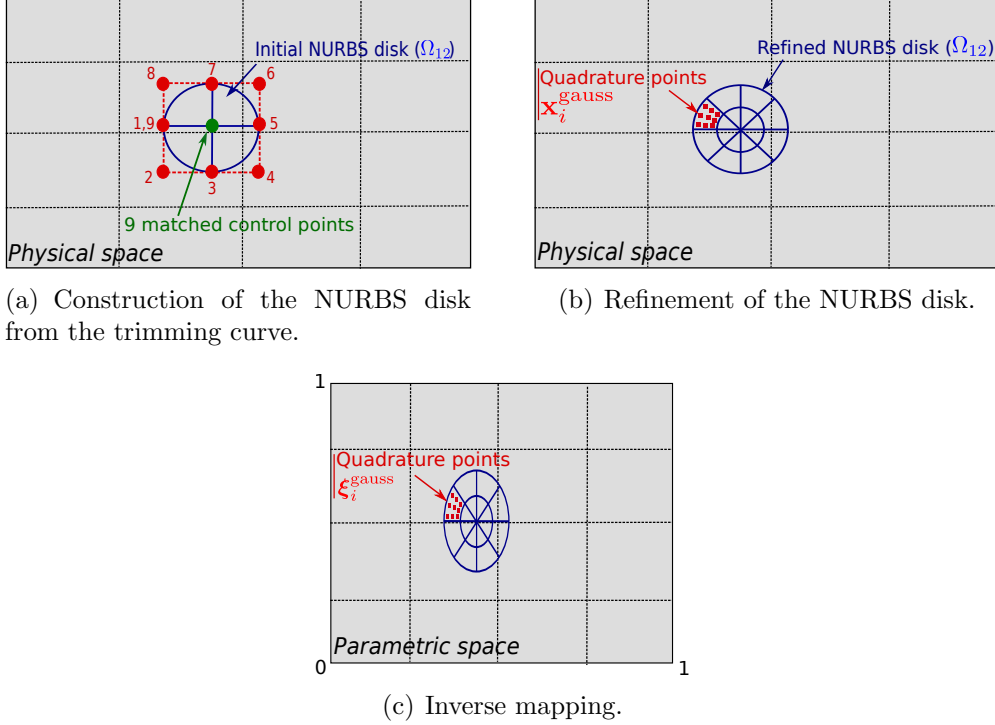 Initial NURBS disk (Ω₁₂)
8
7
6
1,9
5
2
3
4
9 matched control points
Physical space
(a) Construction of the NURBS disk
from the trimming curve.
Refined NURBS disk (Ω₁₂)
Quadrature points
𝐱ᵢ^gauss
Physical space
(b) Refinement of the NURBS disk.
1
Quadrature points
𝛏ᵢ^gauss
Parametric space
0
1
(c) Inverse mapping.